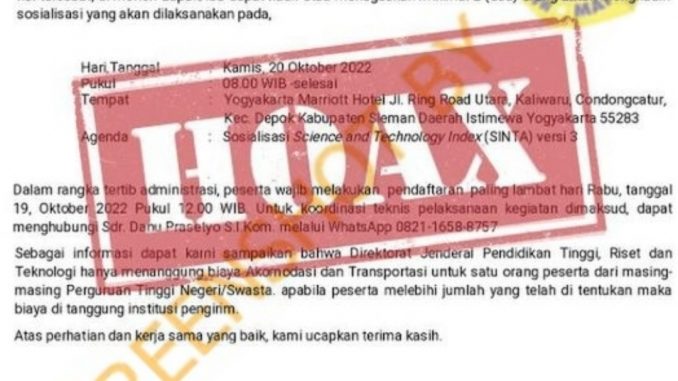 sosialisasi yang akan dilaksanakan pada,
Hari,Tanggal : Kamis, 20 Oktober 2022
Pukul : 08.00 WIB -selesai
Tempat : Yogyakarta Marriott Hotel Jl. Ring Road Utara, Kaliwaru, Condongcatur,
Kec. Depok Kabupaten Sleman Daerah Istimewa Yogyakarta 55283
Agenda : Sosialisasi Science and Technology Index (SINTA) versi 3
HOAX
Dalam rangka tertib administrasi, peserta wajib melakukan pendaftaran paling lambat hari Rabu, tanggal
19, Oktober 2022 Pukul 12.00 WIB. Untuk koordinasi teknis pelaksanaan kegiatan dimaksud, dapat
menghubungi Sdr. Danu Prasetyo S.I Kom. melalui WhatsApp 0821-1658-8757
Sebagai informasi dapat kami sampaikan bahwa Direktorat Jenderal Pendidikan Tinggi, Riset dan
Teknologi hanya menanggung biaya Akomodasi dan Transportasi untuk satu orang peserta dari masing-
masing Perguruan Tinggi Negeri/Swasta. apabila peserta melebihi jumlah yang telah di tentukan maka
biaya di tanggung institusi pengirim.
Atas perhatian dan kerja sama yang baik, kami ucapkan terima kasih.